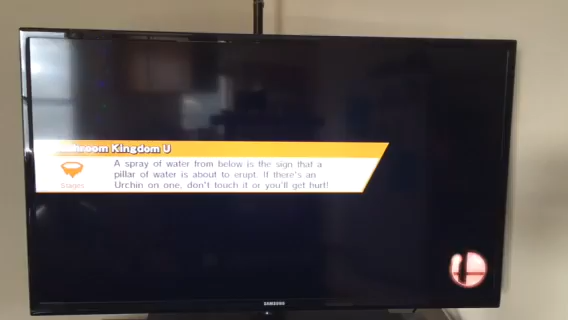 Mushroom Kingdom U
A spray of water from below is the sign that a
pillar of water is about to erupt. If there's an
Urchin on one, don't touch it or you'll get hurt!
Stages
SAMSUNG